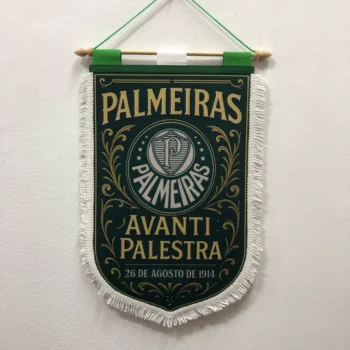 PALMEIRAS
P
PALMEIRAS
AVANTI
PALESTRA
26 DE AGOSTO DE 1914